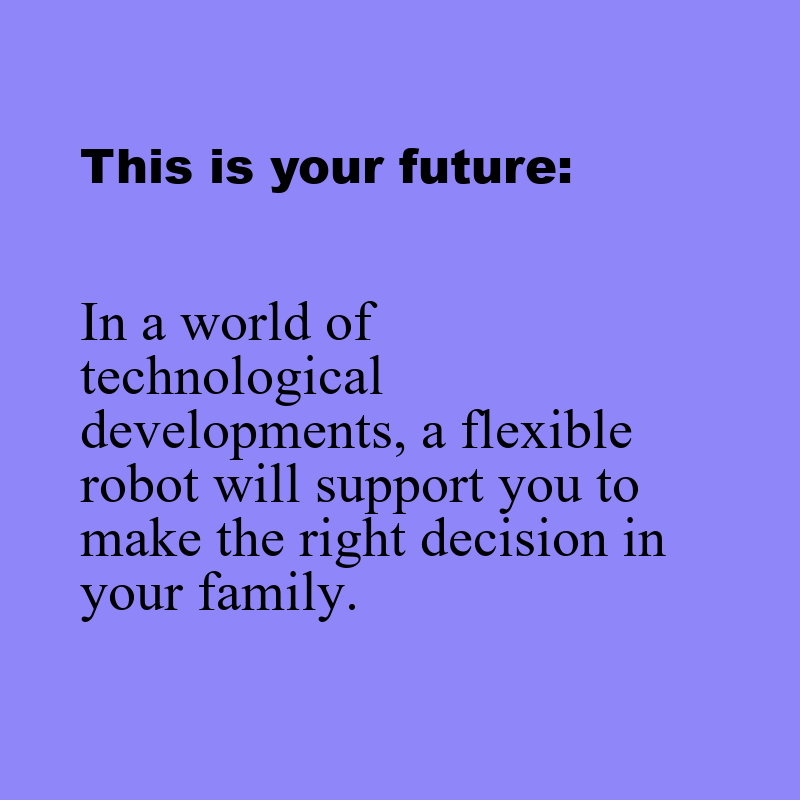 This is your future:
In a world of
technological
developments, a flexible
robot will support you to
make the right decision in
your family.